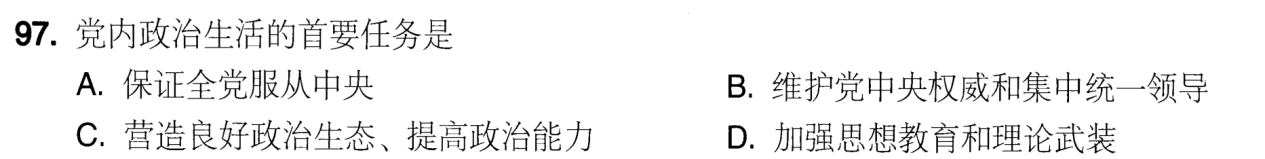 97. 党内政治生活的首要任务是
A. 保证全党服从中央 B. 维护党中央权威和集中统一领导
C. 营造良好政治生态、提高政治能力 D. 加强思想教育和理论武装